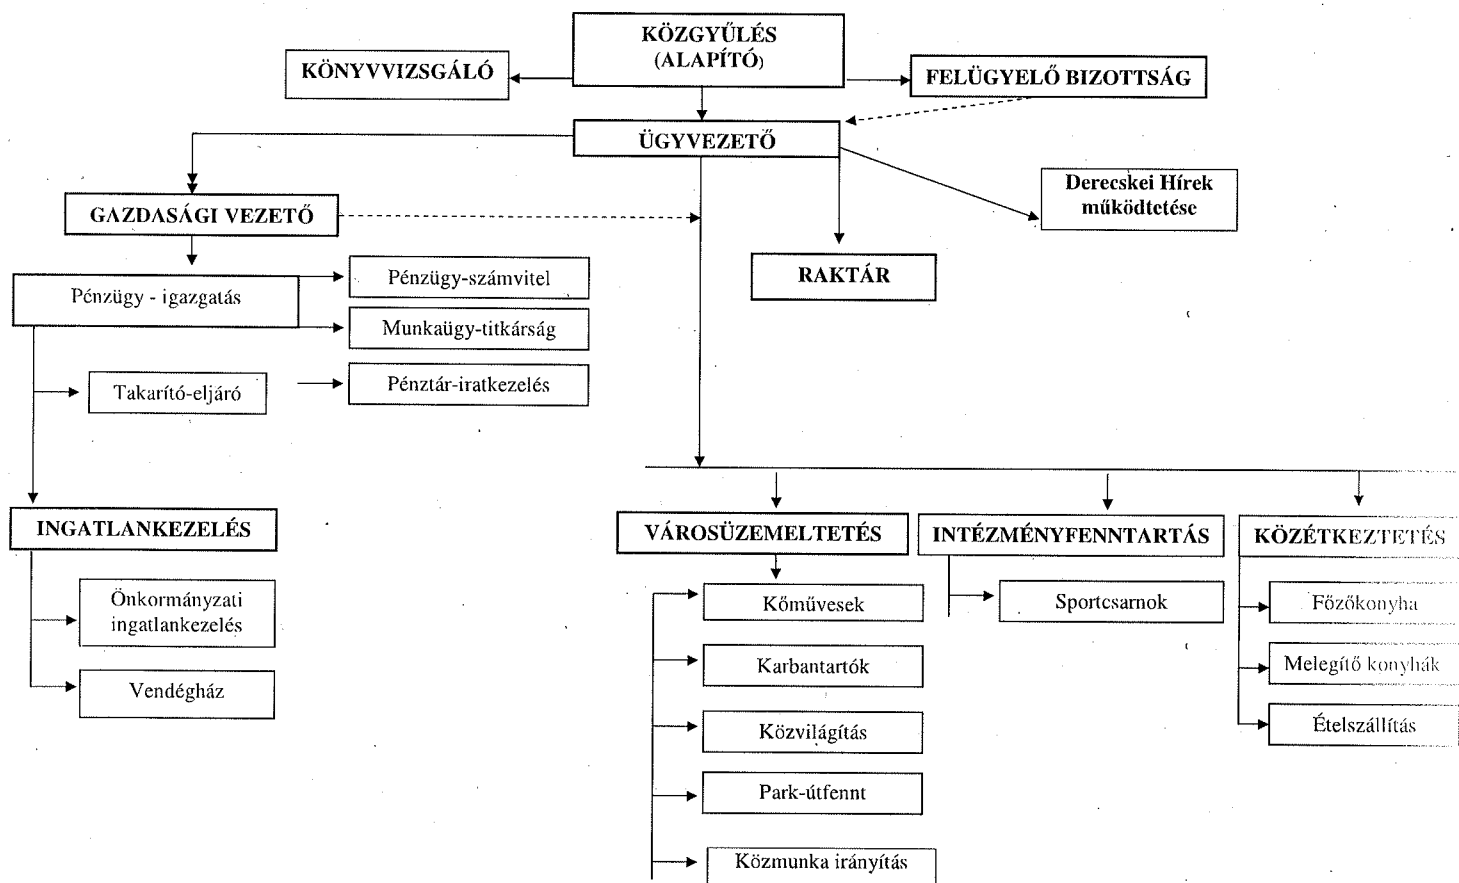 KÖZGYŰLÉS
(ALAPÍTÓ)
KÖNYVVIZSGÁLÓ
FELÜGYELŐ BIZOTTSÁG
ÜGYVEZETŐ
Derecskei Hírek
működtetése
GAZDASÁGI VEZETŐ
RAKTÁR
Pénzügy - igazgatás
Pénzügy-számvitel
Munkaügy-titkárság
Takarító-eljáró
Pénztár-iratkezelés
INGATLANKEZELÉS
VÁROSÜZEMELTETÉS
INTÉZMÉNYFENNTARTÁS
KÖZÉTKEZTETÉS
Önkormányzati
ingatlankezelés
Vendégház
Kőművesek
Karbantartók
Közvilágítás
Park-útfennt
Közmunka irányítás
Sportcsarnok
Főzőkonyha
Melegítő konyhák
Ételszállítás